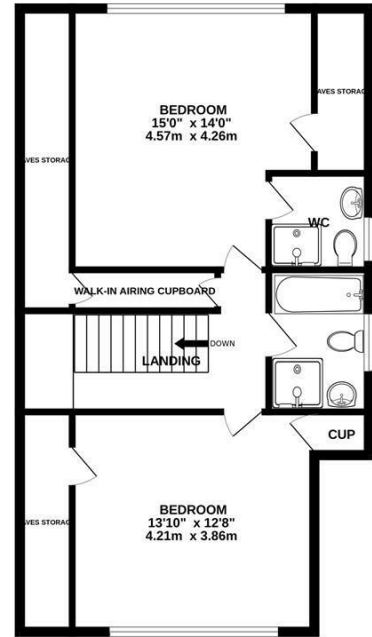 BEDROOM
15'0" x 14'0"
4.57m x 4.26m
AVES STORAG
AVES STORAG
WC
WALK-IN AIRING CUPBOARD
DOWN
LANDING
CUP
BEDROOM
13'10" x 12'8"
4.21m x 3.86m
AVES STORAG